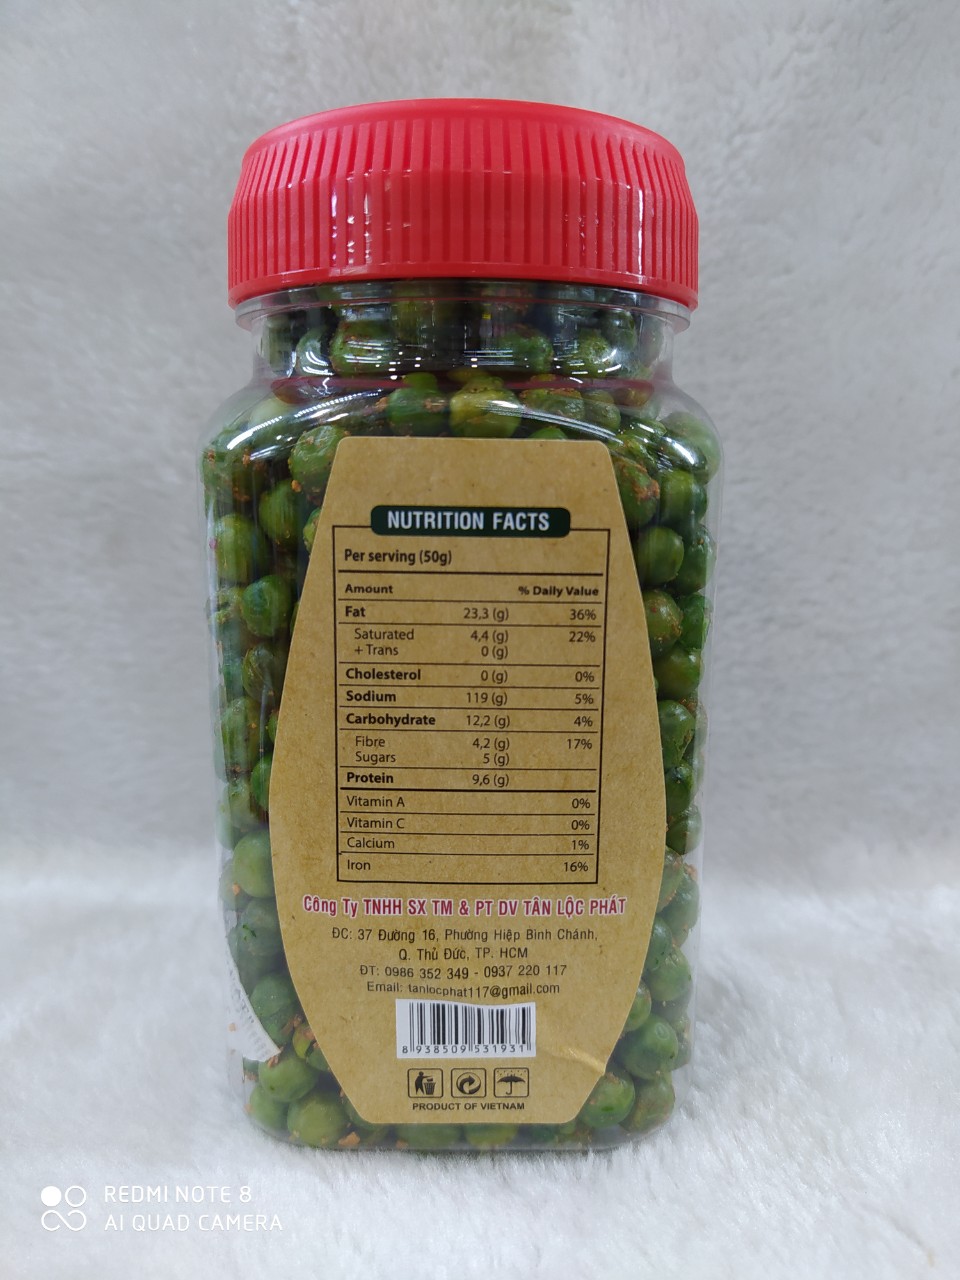 NUTRITION FACTS
Per serving (50g)
Amount % Daily Value
Fat 23,3 (g) 36%
Saturated 4,4 (g) 22%
+ Trans 0 (g)
Cholesterol 0 (g) 0%
Sodium 119 (g) 5%
Carbohydrate 12,2 (g) 4%
Fibre 4,2 (g) 17%
Sugars 5 (g)
Protein 9,6 (g)
Vitamin A 0%
Vitamin C 0%
Calcium 1%
Iron 16%
Công Ty TNHH SX TM & PT DV TÂN LỘC PHÁT
ĐC: 37 Đường 16, Phường Hiệp Bình Chánh,
Q. Thủ Đức, TP. HCM
ĐT: 0986 352 349 - 0937 220 117
Email: tanlocphat117@gmail.com
8 938509 531931
PRODUCT OF VIETNAM
REDMI NOTE 8
AI QUAD CAMERA